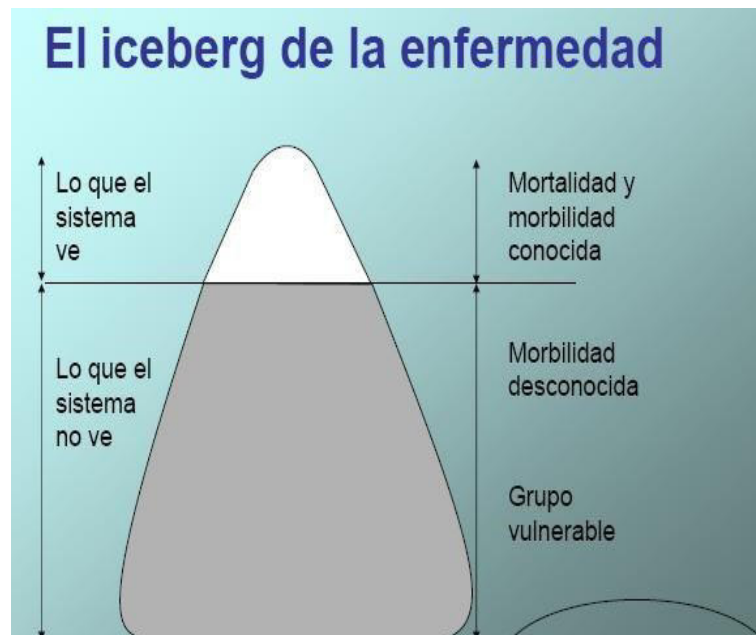 El iceberg de la enfermedad
Lo que el
sistema
ve
Mortalidad y
morbilidad
conocida
Lo que el
sistema
no ve
Morbilidad
desconocida
Grupo
vulnerable